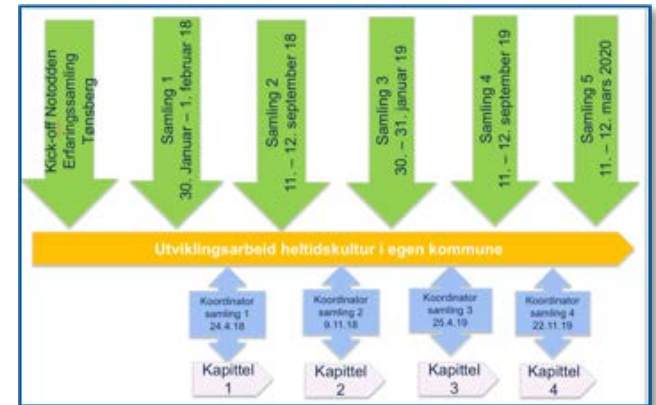 Kick-off Notodden
Erfaringssamling
Tønsberg
Samling 1
30. Januar – 1. februar 18
Samling 2
11. – 12. september 18
Samling 3
30. – 31. januar 19
Samling 4
11. – 12. september 19
Samling 5
11. – 12. mars 2020
Utviklingsarbeid heltidskultur i egen kommune
Koordinator
samling 1
24.4.18
Koordinator
samling 2
9.11.18
Koordinator
samling 3
25.4.19
Koordinator
samling 4
22.11.19
Kapittel
1
Kapittel
2
Kapittel
3
Kapittel
4